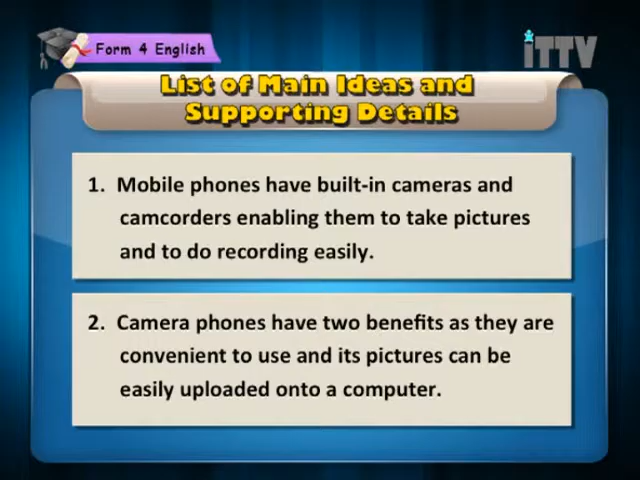 Form 4 English
iTTV
List of Main Ideas and
Supporting Details
1. Mobile phones have built-in cameras and
camcorders enabling them to take pictures
and to do recording easily.
2. Camera phones have two benefits as they are
convenient to use and its pictures can be
easily uploaded onto a computer.